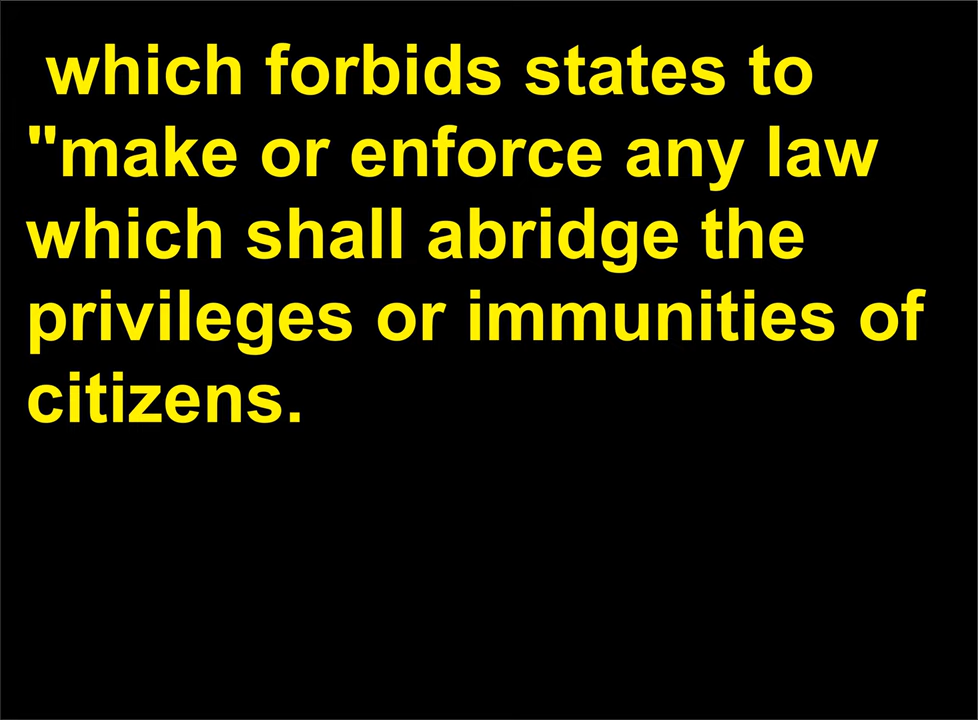 which forbids states to
"make or enforce any law
which shall abridge the
privileges or immunities of
citizens.